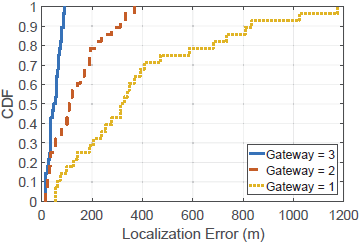 1
0.9
0.8
0.7
0.6
0.5
0.4
0.3
0.2
0.1
0
CDF
Gateway = 3
Gateway = 2
Gateway = 1
0 200 400 600 800 1000 1200
Localization Error (m)